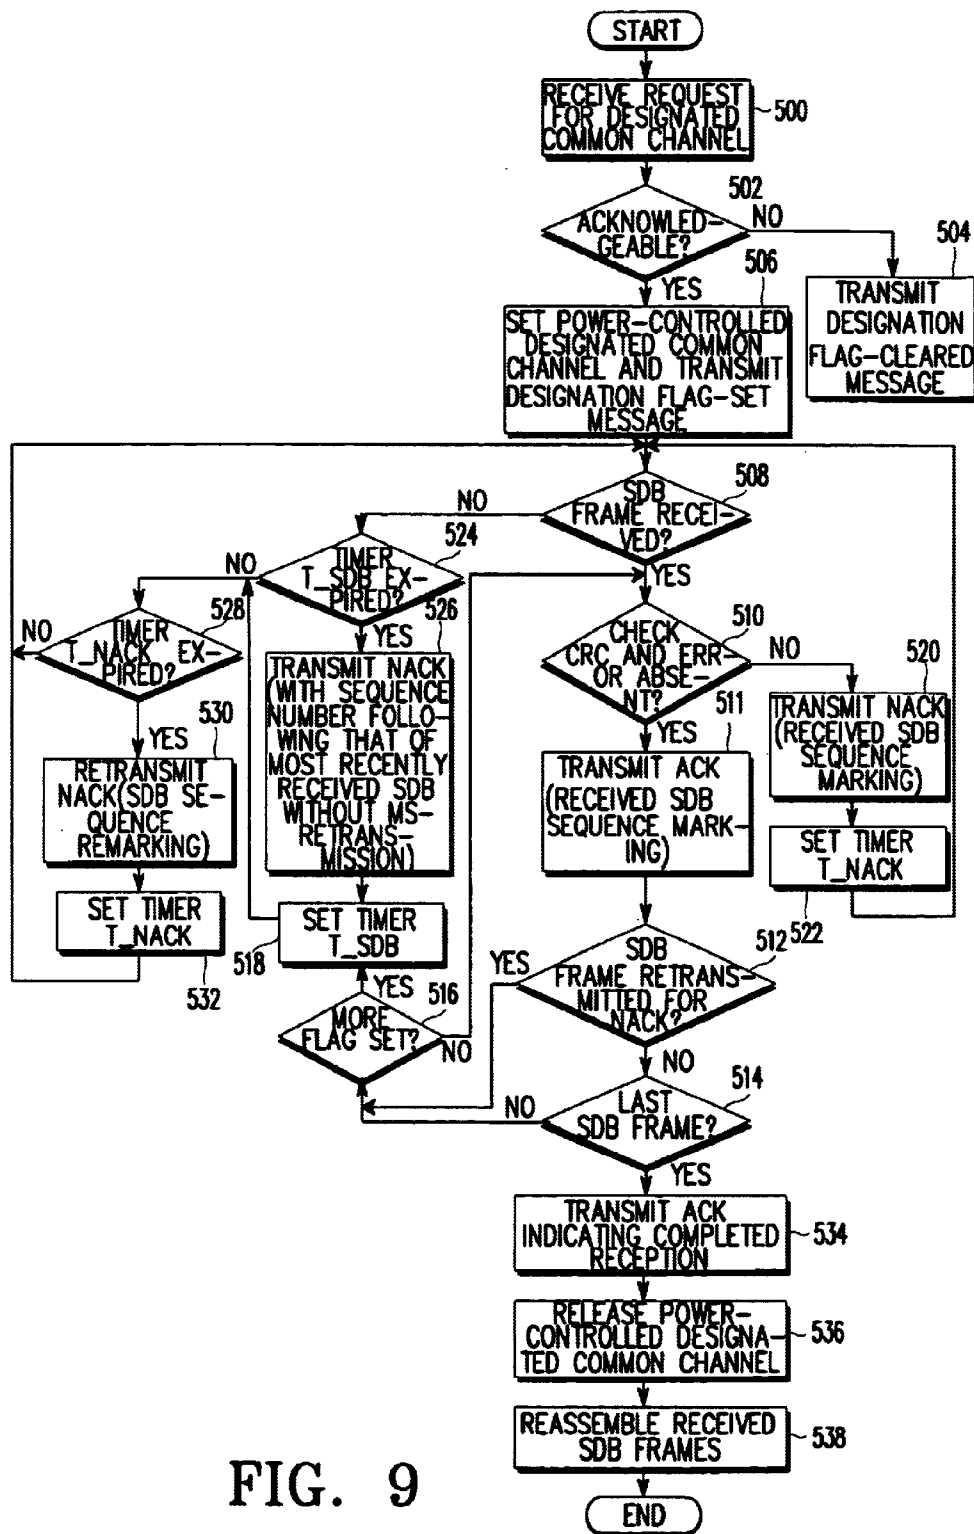 START
RECEIVE REQUEST
FOR DESIGNATED
COMMON CHANNEL
500
502
ACKNOWLED-
GEABLE?
NO
504
TRANSMIT
DESIGNATION
FLAG-CLEARED
MESSAGE
YES
506
SET POWER-CONTROLLED
DESIGNATED COMMON
CHANNEL AND TRANSMIT
DESIGNATION FLAG-SET
MESSAGE
508
SDB
FRAME RECEI-
VED?
NO
YES
524
TIMER
T_SDB EX-
PIRED?
NO
YES
528
TIMER
T_NACK EX-
PIRED?
NO
YES
530
RETRANSMIT
NACK(SDB SE-
QUENCE
REMARKING)
SET TIMER
T_NACK
532
526
TRANSMIT NACK
(WITH SEQUENCE
NUMBER FOLLO-
WING THAT OF
MOST RECENTLY
RECEIVED SDB
WITHOUT MS-
RETRANS-
MISSION)
SET TIMER
T_SDB
518
YES
516
MORE
FLAG SET?
NO
510
CHECK
CRC AND ERR-
OR ABSE-
NT?
NO
YES
520
TRANSMIT NACK
(RECEIVED SDB
SEQUENCE
MARKING)
SET TIMER
T_NACK
522
511
TRANSMIT ACK
(RECEIVED SDB
SEQUENCE MARK-
ING)
512
SDB
FRAME RETRANS-
MITTED FOR
NACK?
YES
NO
514
LAST
SDB FRAME?
NO
YES
TRANSMIT ACK
INDICATING COMPLETED
RECEPTION
534
RELEASE POWER-
CONTROLLED DESIGNA-
TED COMMON CHANNEL
536
REASSEMBLE RECEIVED
SDB FRAMES
538
END
FIG. 9